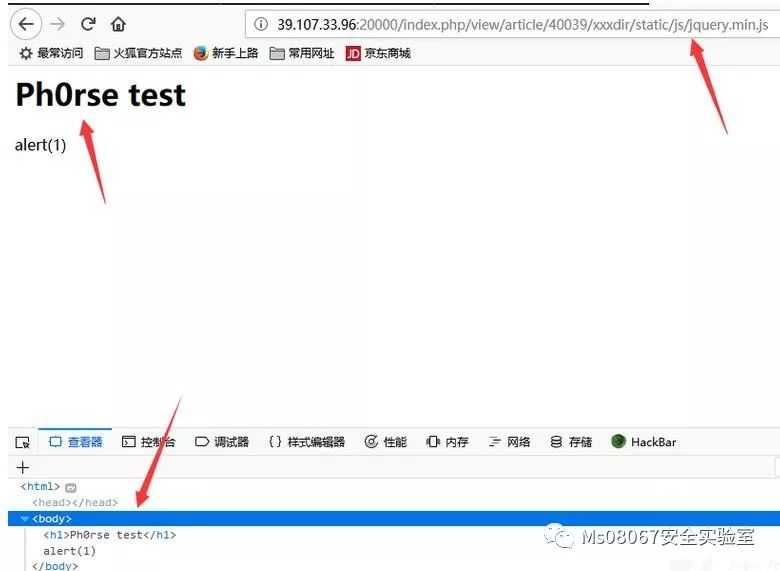 39.107.33.96:20000/index.php/view/article/40039/xxxdir/static/js/jquery.min.js
最常访问 火狐官方站点 新手上路 常用网址 JD 京东商城
Ph0rse test
alert(1)
查看器 控制台 调试器 {} 样式编辑器 性能 内存 网络 存储 HackBar
+
<html>
<head></head>
<body>
<h1>Ph0rse test</h1>
alert(1)
</body>
Ms08067安全实验室